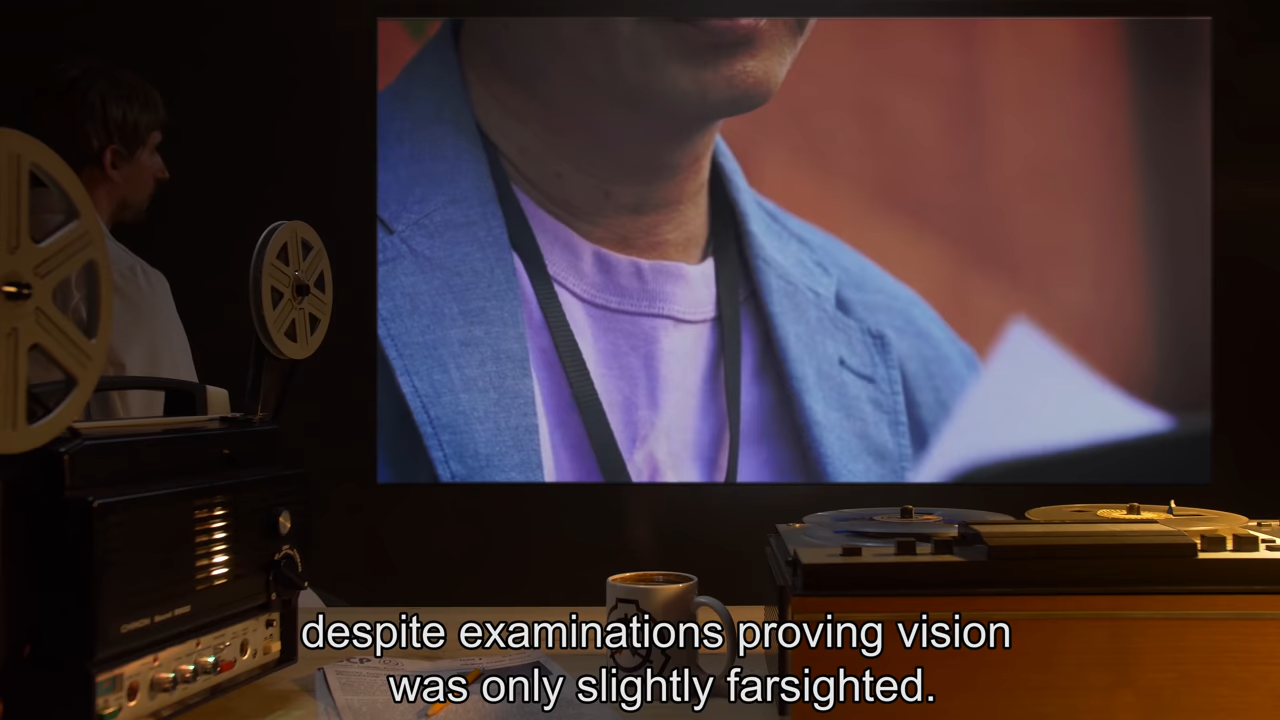 despite examinations proving vision
was only slightly farsighted.